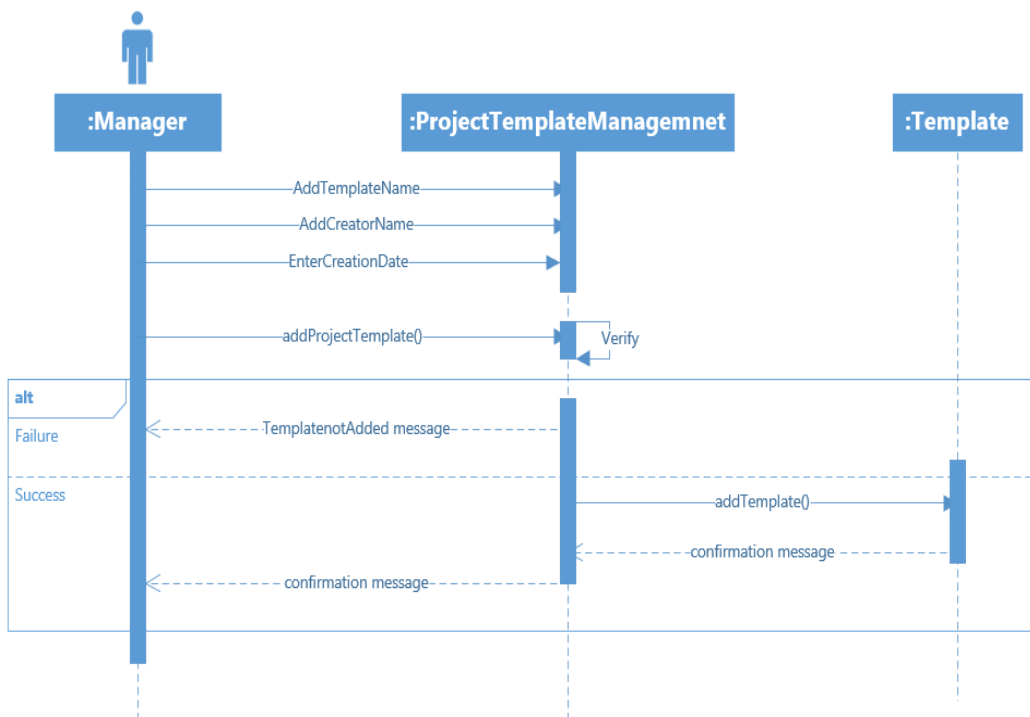 :Manager
:ProjectTemplateManagemnet
:Template
AddTemplateName
AddCreatorName
EnterCreationDate
addProjectTemplate()
Verify
alt
TemplatenotAdded message
Failure
Success
addTemplate()
confirmation message
confirmation message